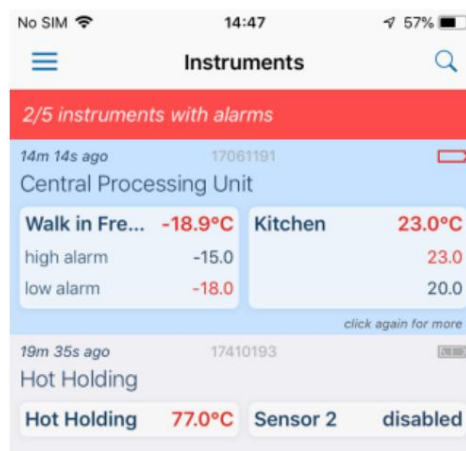 No SIM 14:47 57%
Instruments
2/5 instruments with alarms
14m 14s ago 17061191
Central Processing Unit
Walk in Fre... -18.9°C Kitchen 23.0°C
high alarm -15.0 23.0
low alarm -18.0 20.0
click again for more
19m 35s ago 17410193
Hot Holding
Hot Holding 77.0°C Sensor 2 disabled